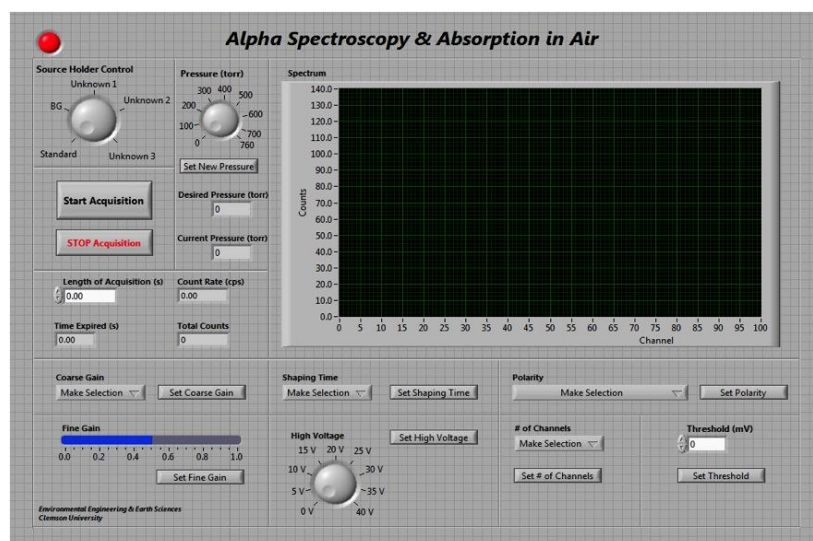 Alpha Spectroscopy & Absorption in Air
Source Holder Control
Unknown 1
BG
Unknown 2
Standard
Unknown 3
Pressure (torr)
300 400 500
200
600
100
700
0
760
Set New Pressure
Start Acquisition
STOP Acquisition
Desired Pressure (torr)
0
Current Pressure (torr)
0
Length of Acquisition (s)
0.00
Count Rate (cps)
0.00
Time Expired (s)
0.00
Total Counts
0
Spectrum
140.0
130.0
120.0
110.0
100.0
90.0
80.0
70.0
60.0
50.0
40.0
30.0
20.0
10.0
0.0
Counts
0 5 10 15 20 25 30 35 40 45 50 55 60 65 70 75 80 85 90 95 100
Channel
Coarse Gain
Make Selection
Set Coarse Gain
Shaping Time
Make Selection
Set Shaping Time
Polarity
Make Selection
Set Polarity
Fine Gain
0.0 0.2 0.4 0.6 0.8 1.0
Set Fine Gain
High Voltage
Set High Voltage
15 V 20 V 25 V
10 V
30 V
5 V
35 V
0 V
40 V
# of Channels
Make Selection
Set # of Channels
Threshold (mV)
0
Set Threshold
Environmental Engineering & Earth Sciences
Clemson University